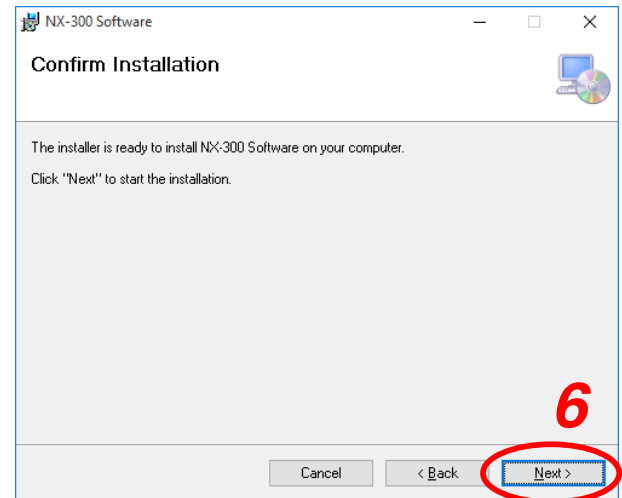 NX-300 Software
Confirm Installation
The installer is ready to install NX-300 Software on your computer.
Click "Next" to start the installation.
6
Cancel
< Back
Next >